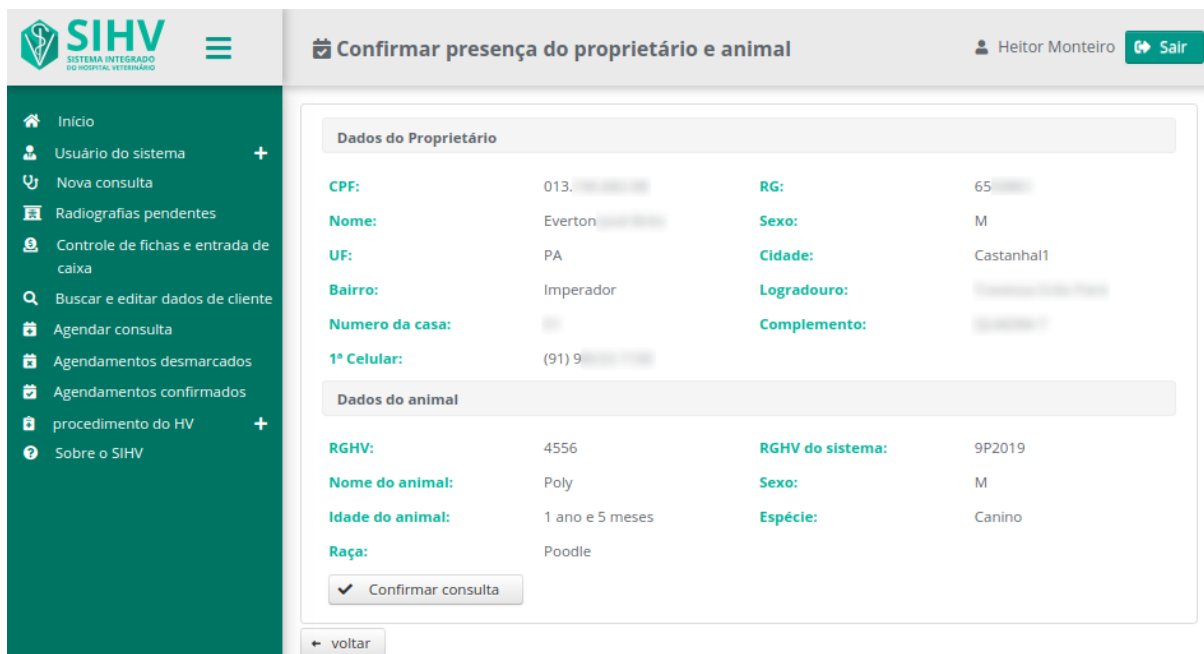 SIHV
SISTEMA INTEGRADO
DO HOSPITAL VETERINÁRIO
Confirmar presença do proprietário e animal
Heitor Monteiro
Sair
Início
Usuário do sistema
Nova consulta
Radiografias pendentes
Controle de fichas e entrada de
caixa
Buscar e editar dados de cliente
Agendar consulta
Agendamentos desmarcados
Agendamentos confirmados
procedimento do HV
Sobre o SIHV
Dados do Proprietário
CPF: 013. RG: 65
Nome: Everton Sexo: M
UF: PA Cidade: Castanhal1
Bairro: Imperador Logradouro:
Numero da casa: Complemento:
1ª Celular: (91) 9
Dados do animal
RGHV: 4556 RGHV do sistema: 9P2019
Nome do animal: Poly Sexo: M
Idade do animal: 1 ano e 5 meses Espécie: Canino
Raça: Poodle
Confirmar consulta
voltar